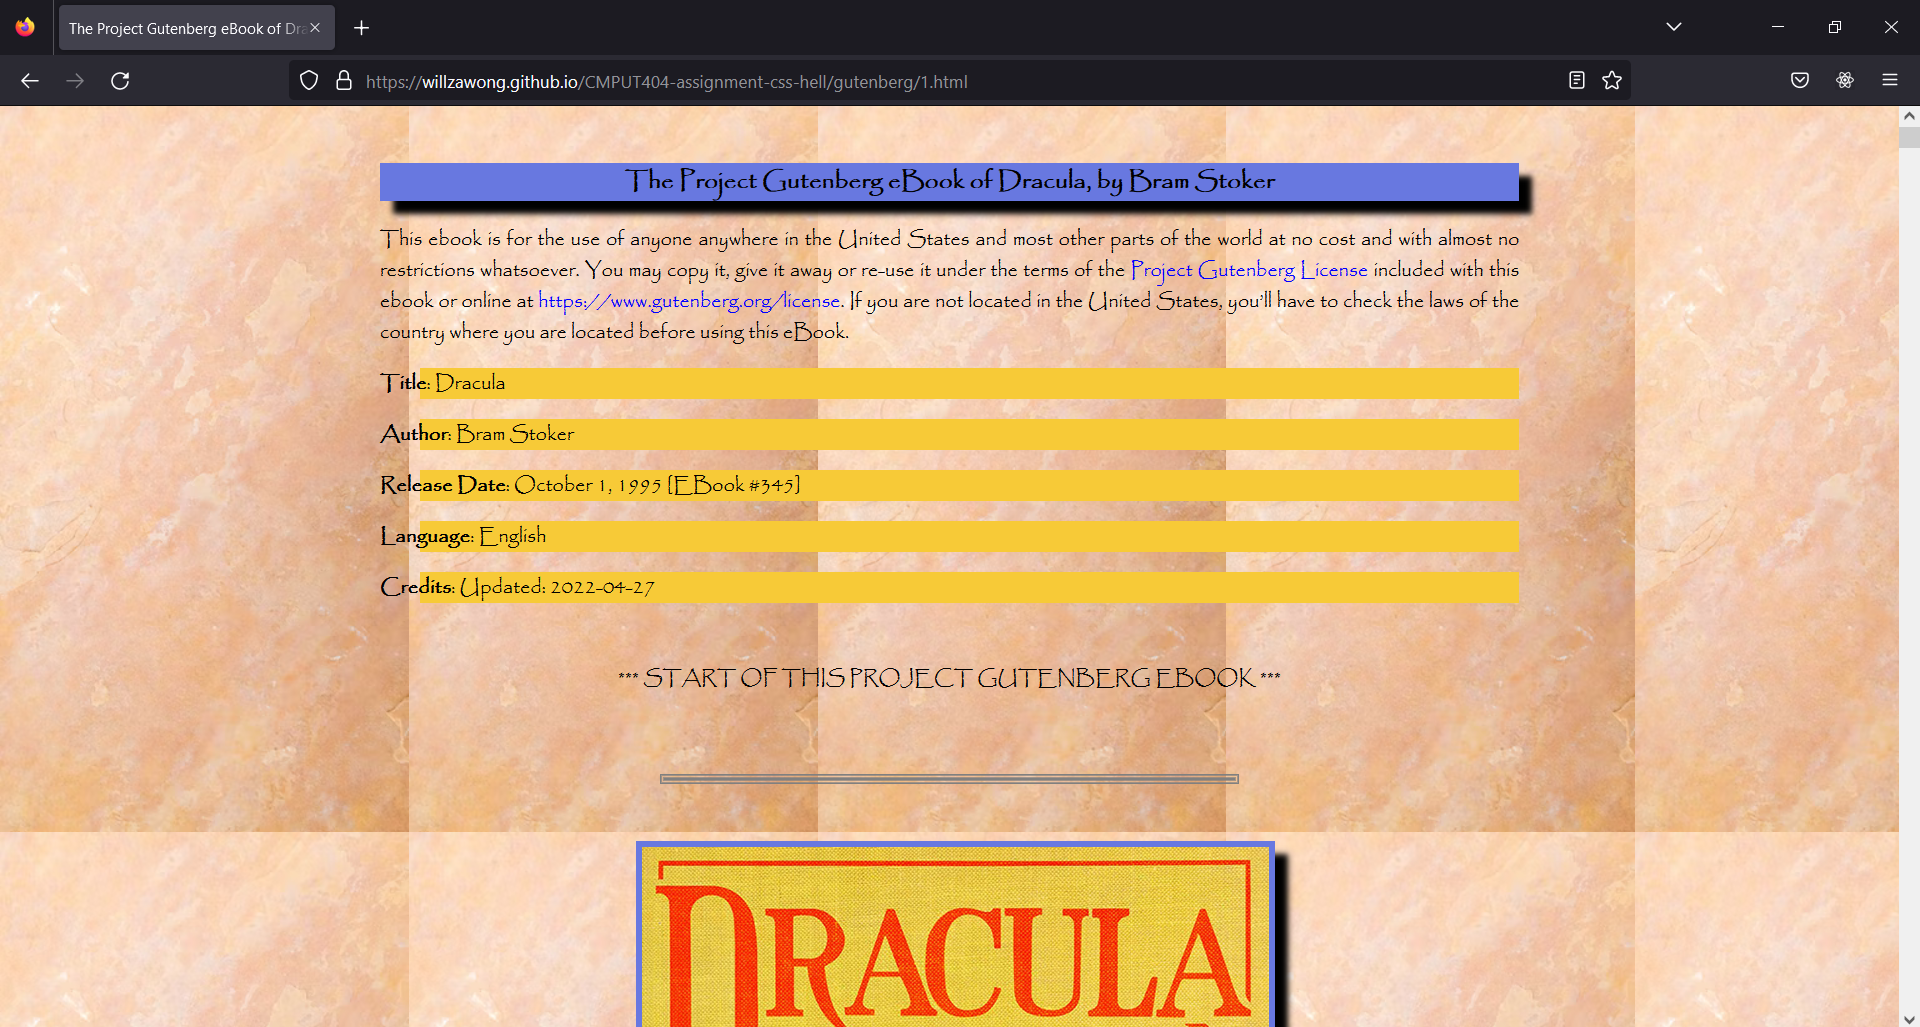 The Project Gutenberg eBook of Dra
https://willzawong.github.io/CMPUT404-assignment-css-hell/gutenberg/1.html
The Project Gutenberg eBook of Dracula, by Bram Stoker
This ebook is for the use of anyone anywhere in the United States and most other parts of the world at no cost and with almost no
restrictions whatsoever. You may copy it, give it away or re-use it under the terms of the Project Gutenberg License included with this
ebook or online at https://www.gutenberg.org/license. If you are not located in the United States, you’ll have to check the laws of the
country where you are located before using this eBook.
Title: Dracula
Author: Bram Stoker
Release Date: October 1, 1995 [EBook #345]
Language: English
Credits: Updated: 2022-04-27
*** START OF THIS PROJECT GUTENBERG EBOOK ***
DRACULA